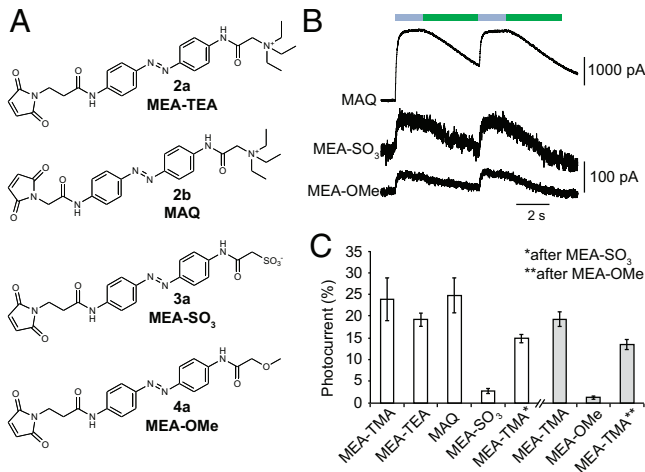 A
O
N
O
O
N
H
N
N
H
N
O
N+
2a
MEA-TEA
O
N
O
O
N
H
N
N
H
N
O
N+
2b
MAQ
O
N
O
O
N
H
N
N
H
N
O
SO3-
3a
MEA-SO3
O
N
O
O
N
H
N
N
H
N
O
O
4a
MEA-OMe
B
1000 pA
MAQ
MEA-SO3
100 pA
MEA-OMe
2 s
C
*after MEA-SO3
**after MEA-OMe
Photocurrent (%)
35
30
25
20
15
10
5
0
MEA-TMA
MEA-TEA
MAQ
MEA-SO3
MEA-TMA*
MEA-TMA
MEA-OMe
MEA-TMA**